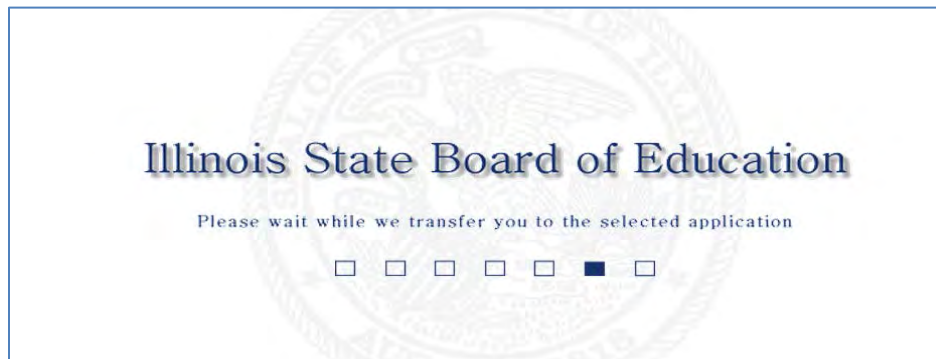 Illinois State Board of Education
Please wait while we transfer you to the selected application